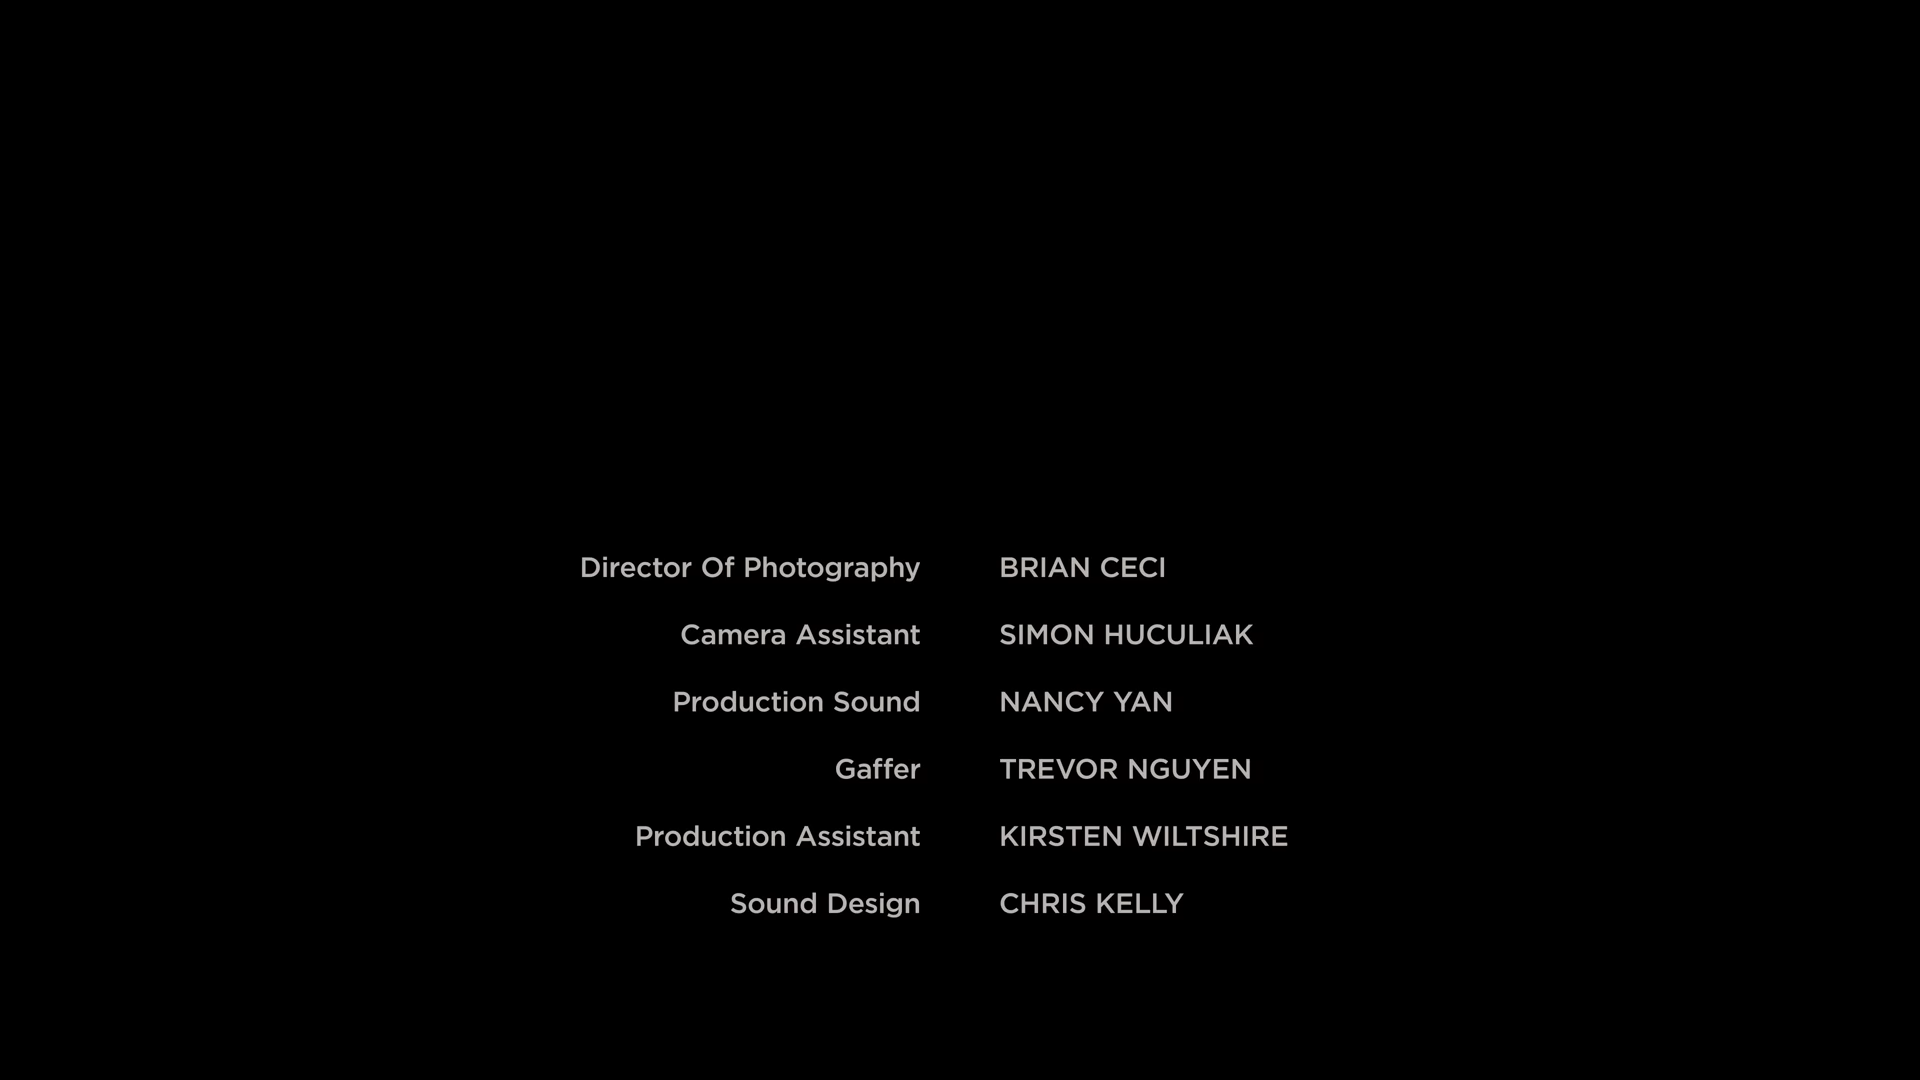 Director Of Photography BRIAN CECI
Camera Assistant SIMON HUCULIAK
Production Sound NANCY YAN
Gaffer TREVOR NGUYEN
Production Assistant KIRSTEN WILTSHIRE
Sound Design CHRIS KELLY